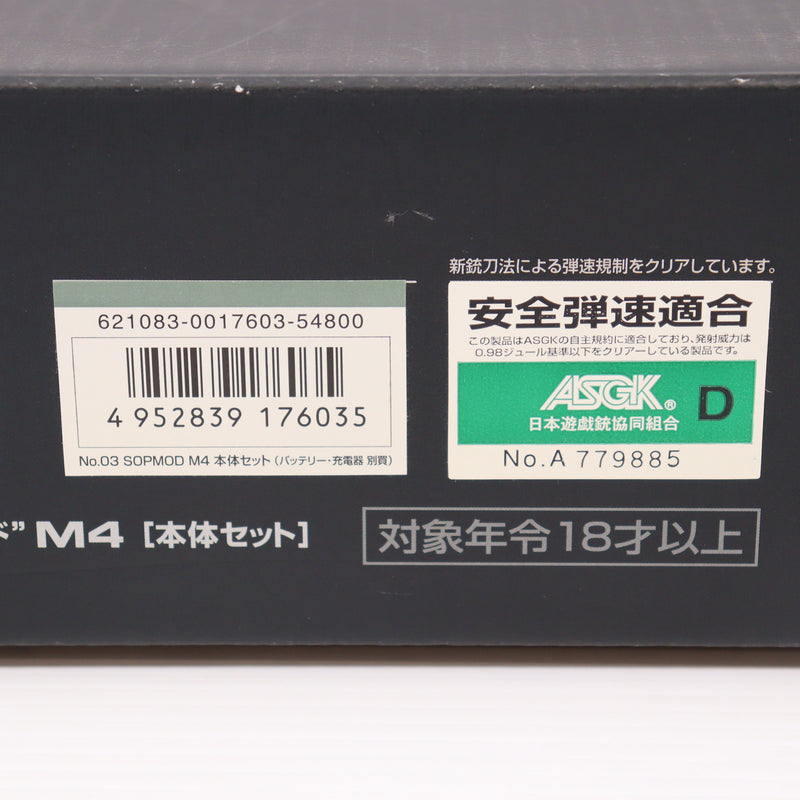 新銃刀法による弾速規制をクリアしています。
621083-0017603-54800
4 952839 176035
No.03 SOPMOD M4 本体セット（バッテリー・充電器 別買）
安全弾速適合
この製品はASGKの自主規約に適合しており、発射威力は
0.98ジュール基準以下をクリアーしている製品です。
ASGK® D
日本遊戯銃協同組合
No.A 779885
ド” M4［本体セット］
対象年令18才以上